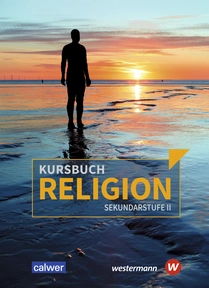 KURSBUCH
RELIGION
SEKUNDARSTUFE II
calwer
westermann W